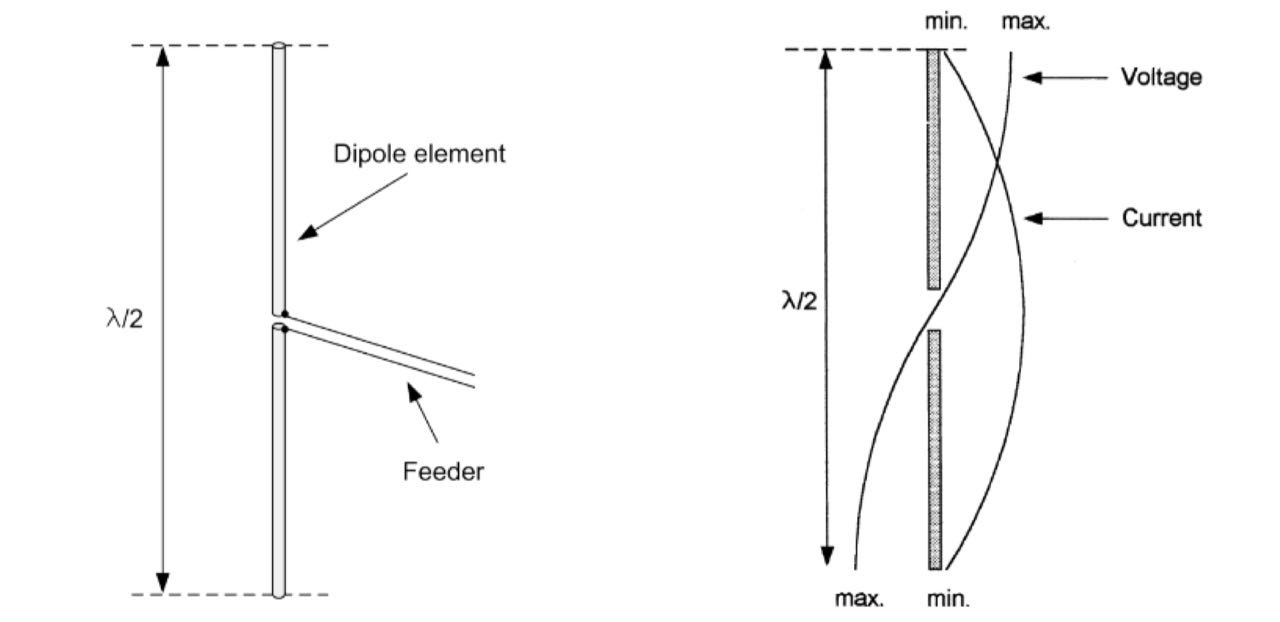 Dipole element
λ/2
Feeder
min. max.
Voltage
Current
λ/2
max. min.